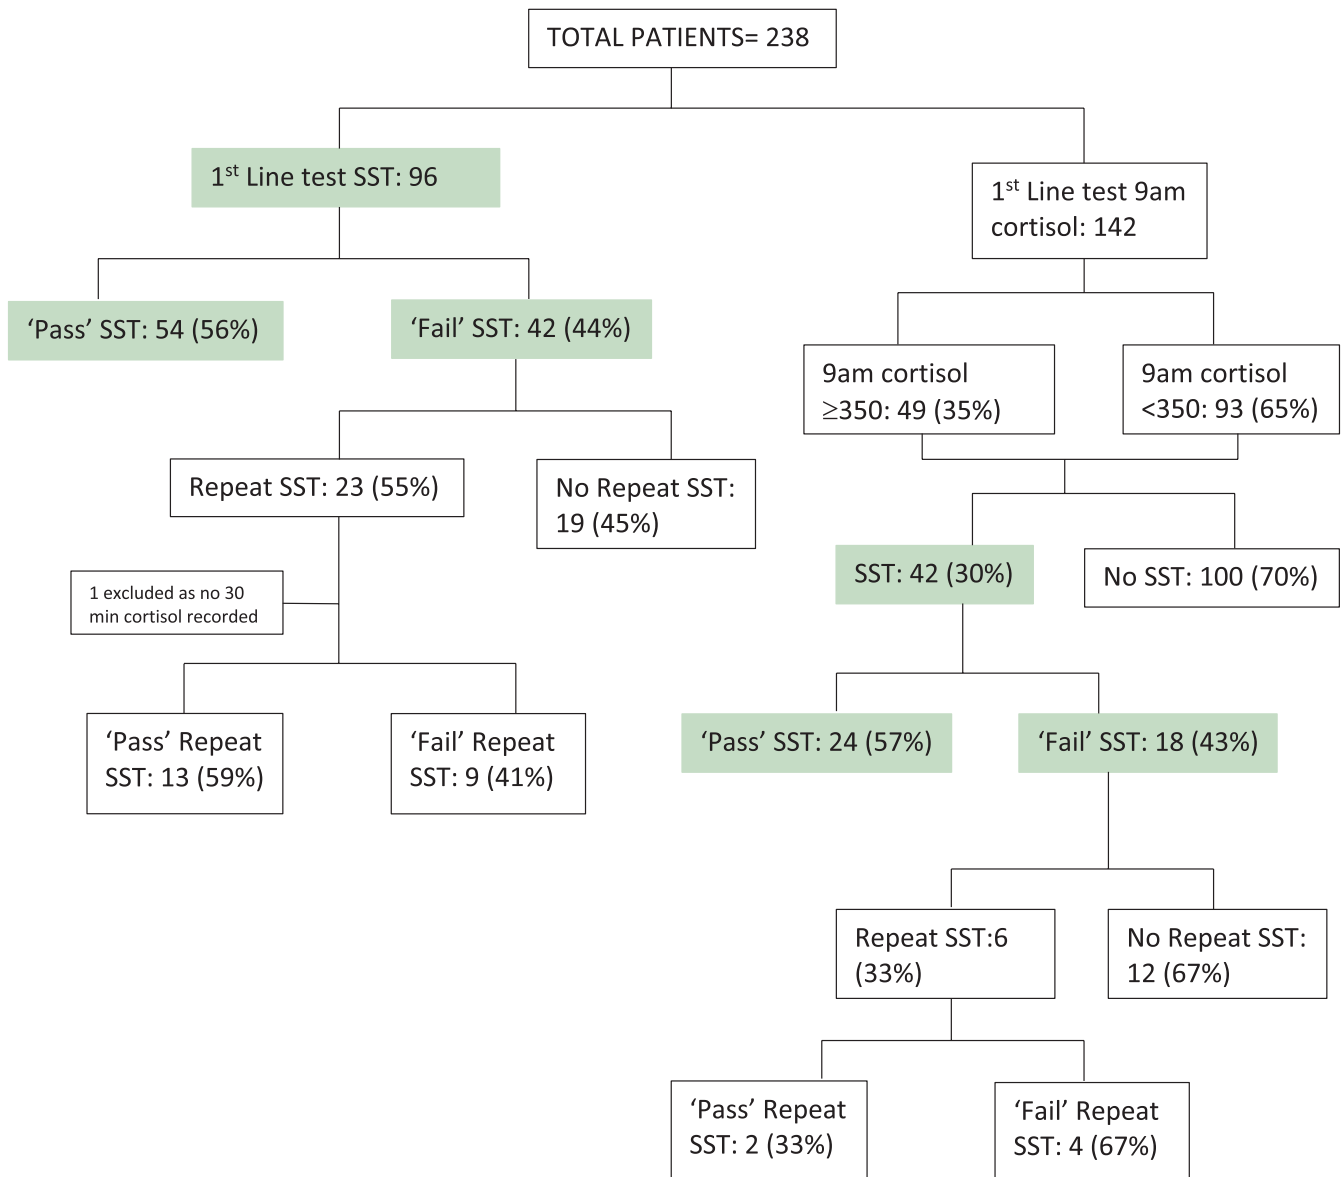 TOTAL PATIENTS= 238
1st Line test SST: 96
1st Line test 9am
cortisol: 142
‘Pass’ SST: 54 (56%)
‘Fail’ SST: 42 (44%)
9am cortisol
≥350: 49 (35%)
9am cortisol
<350: 93 (65%)
Repeat SST: 23 (55%)
No Repeat SST:
19 (45%)
SST: 42 (30%)
No SST: 100 (70%)
1 excluded as no 30
min cortisol recorded
‘Pass’ Repeat
SST: 13 (59%)
‘Fail’ Repeat
SST: 9 (41%)
‘Pass’ SST: 24 (57%)
‘Fail’ SST: 18 (43%)
Repeat SST:6
(33%)
No Repeat SST:
12 (67%)
‘Pass’ Repeat
SST: 2 (33%)
‘Fail’ Repeat
SST: 4 (67%)